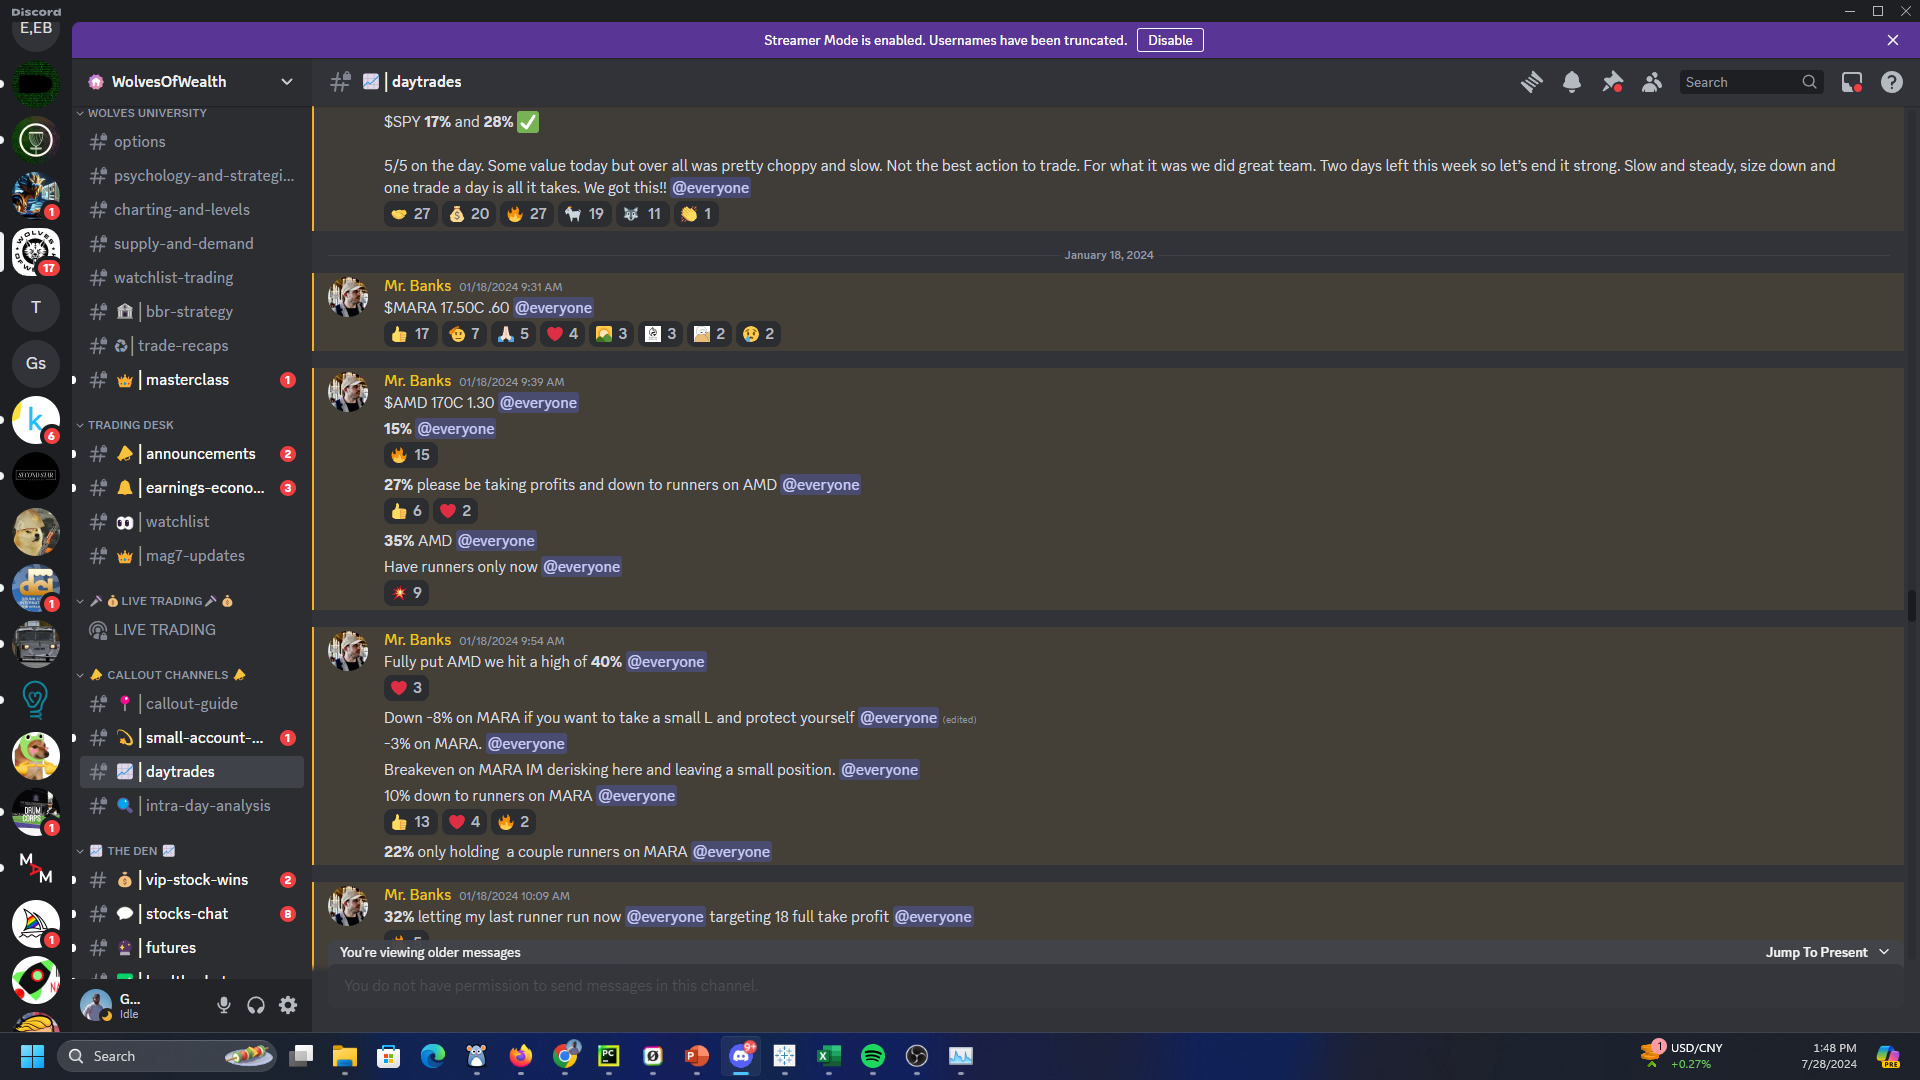 Discord
Streamer Mode is enabled. Usernames have been truncated. Disable
E,EB
1
17
T
Gs
k
6
SECOND STAR
dci
1
DRUM CORPS
1
M A M
1
WolvesOfWealth
WOLVES UNIVERSITY
options
psychology-and-strategi...
charting-and-levels
supply-and-demand
watchlist-trading
| bbr-strategy
| trade-recaps
| masterclass 1
TRADING DESK
| announcements 2
| earnings-econo... 3
| watchlist
| mag7-updates
LIVE TRADING
LIVE TRADING
CALLOUT CHANNELS
| callout-guide
| small-account-... 1
| daytrades
| intra-day-analysis
THE DEN
| vip-stock-wins 2
| stocks-chat 8
| futures
G...
Idle
| daytrades
Search
$SPY 17% and 28% ✅
5/5 on the day. Some value today but over all was pretty choppy and slow. Not the best action to trade. For what it was we did great team. Two days left this week so let's end it strong. Slow and steady, size down and
one trade a day is all it takes. We got this!! @everyone
27 20 27 19 11 1
January 18, 2024
Mr. Banks 01/18/2024 9:31 AM
$MARA 17.50C .60 @everyone
17 7 5 4 3 3 2 2
Mr. Banks 01/18/2024 9:39 AM
$AMD 170C 1.30 @everyone
15% @everyone
15
27% please be taking profits and down to runners on AMD @everyone
6 2
35% AMD @everyone
Have runners only now @everyone
9
Mr. Banks 01/18/2024 9:54 AM
Fully put AMD we hit a high of 40% @everyone
3
Down -8% on MARA if you want to take a small L and protect yourself @everyone (edited)
-3% on MARA. @everyone
Breakeven on MARA IM derisking here and leaving a small position. @everyone
10% down to runners on MARA @everyone
13 4 2
22% only holding  a couple runners on MARA @everyone
Mr. Banks 01/18/2024 10:09 AM
32% letting my last runner run now @everyone targeting 18 full take profit @everyone
You're viewing older messages Jump To Present
You do not have permission to send messages in this channel.
Search
PC
P
9+
X
1
USD/CNY
+0.27%
1:48 PM
7/28/2024
PRE